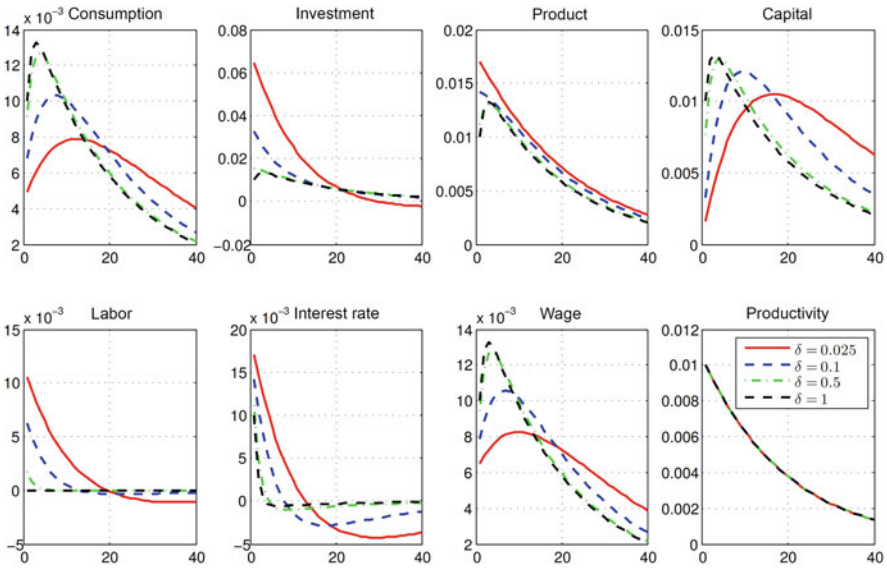 x 10⁻³ Consumption
14
12
10
8
6
4
2
0 20 40
Investment
0.08
0.06
0.04
0.02
0
−0.02
0 20 40
Product
0.02
0.015
0.01
0.005
0
0 20 40
Capital
0.015
0.01
0.005
0
0 10 20 30 40
x 10⁻³ Labor
15
10
5
0
−5
0 20 40
x 10⁻³ Interest rate
20
15
10
5
0
−5
0 20 40
x 10⁻³ Wage
14
12
10
8
6
4
2
0 20 40
Productivity
0.012
0.01
0.008
0.006
0.004
0.002
0
0 20 40
δ = 0.025
δ = 0.1
δ = 0.5
δ = 1